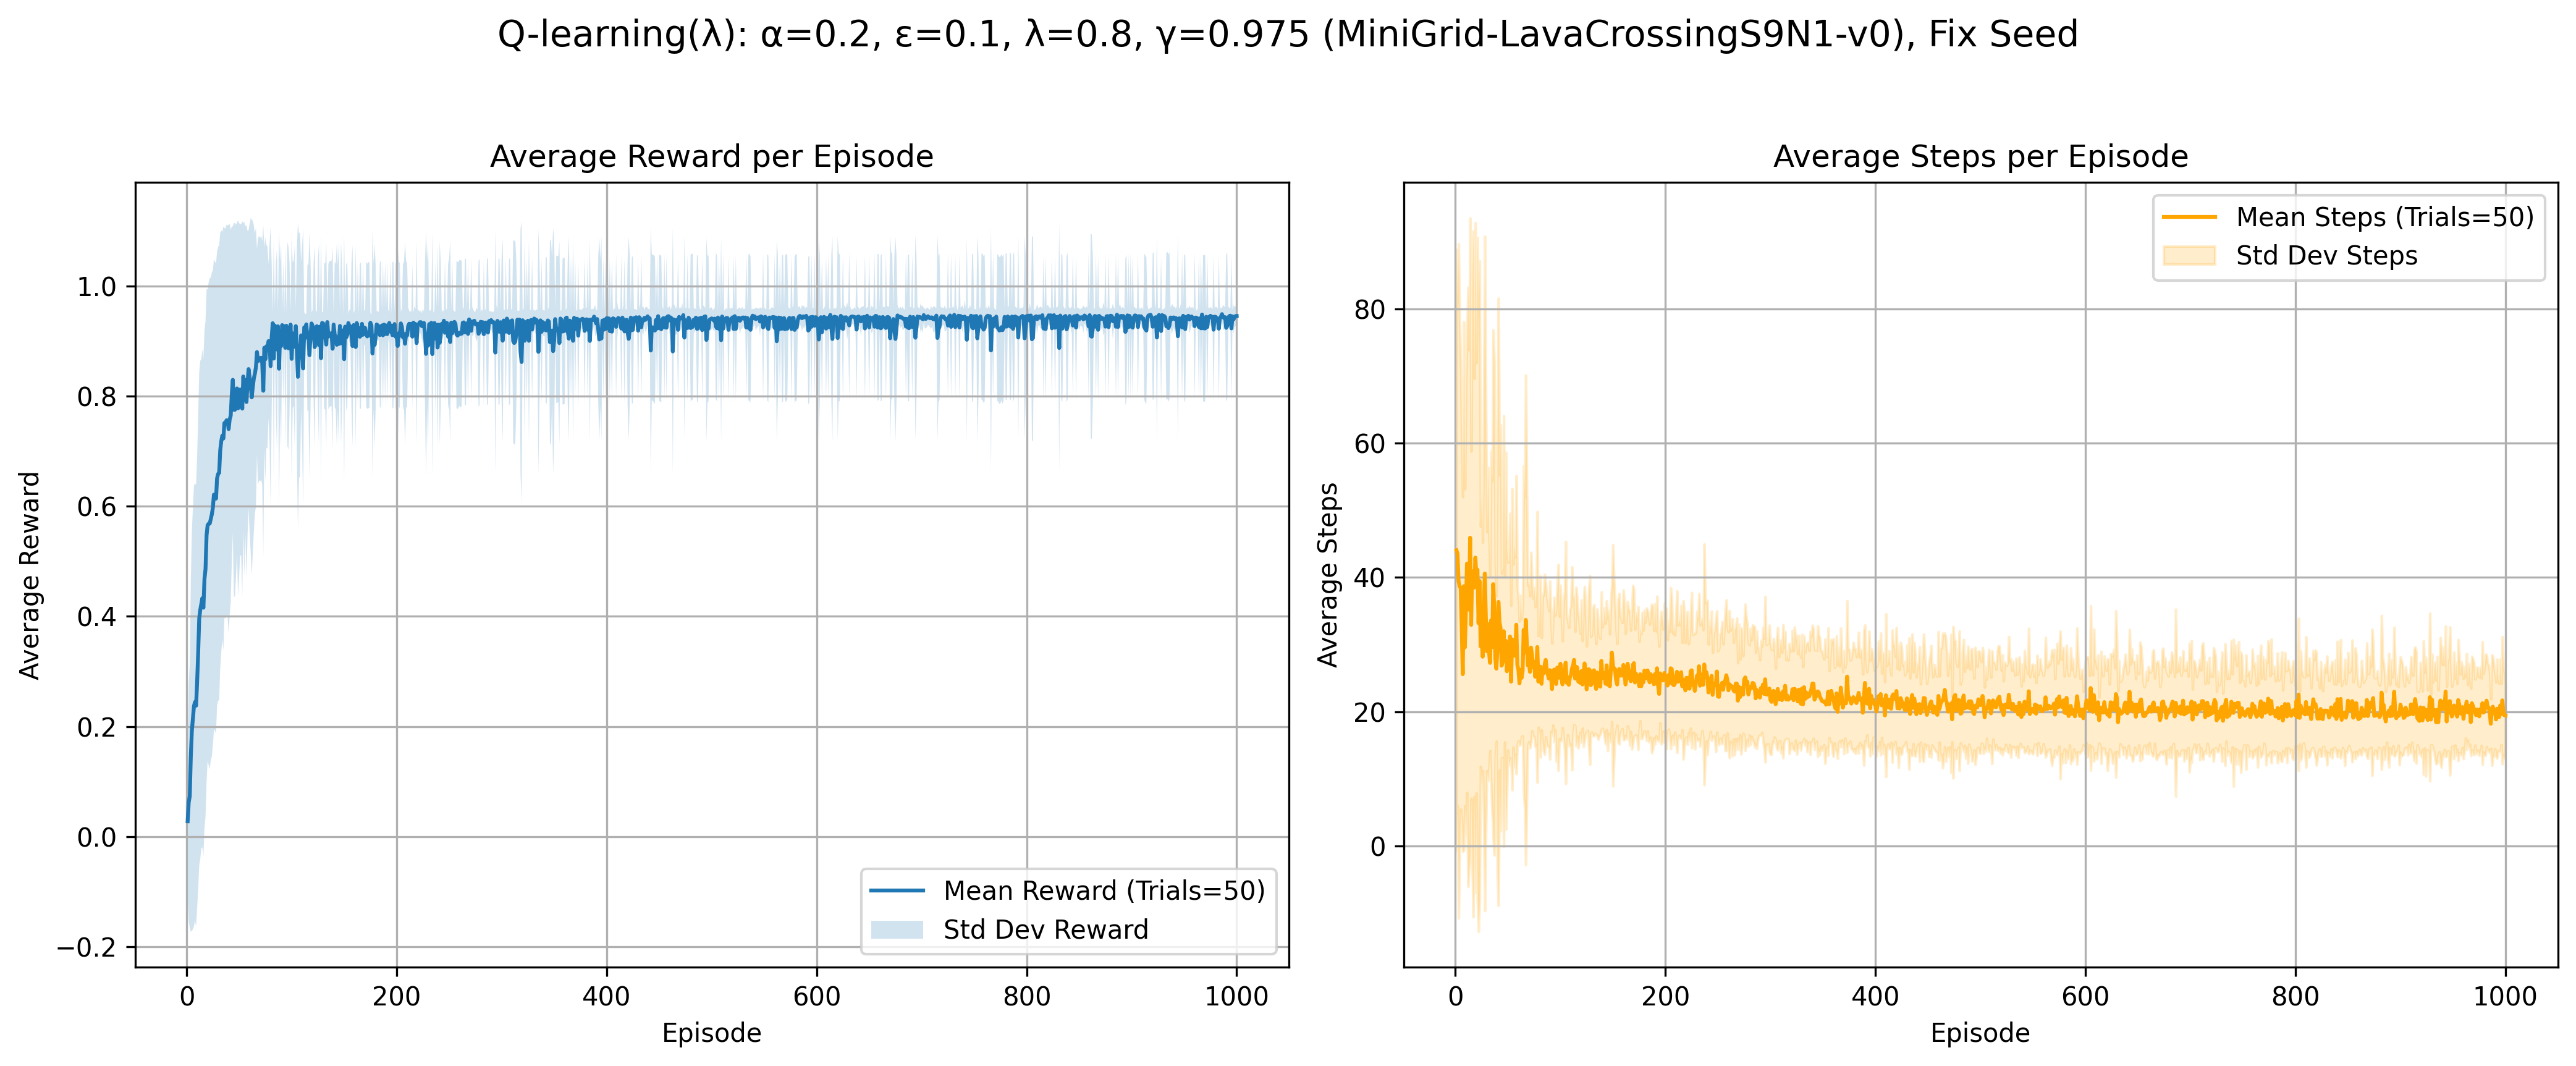 Q-learning(λ): α=0.2, ε=0.1, λ=0.8, γ=0.975 (MiniGrid-LavaCrossingS9N1-v0), Fix Seed
Average Reward per Episode
Average Reward
1.0
0.8
0.6
0.4
0.2
0.0
−0.2
Mean Reward (Trials=50)
Std Dev Reward
0 200 400 600 800 1000
Episode
Average Steps per Episode
Average Steps
80
60
40
20
0
Mean Steps (Trials=50)
Std Dev Steps
0 200 400 600 800 1000
Episode